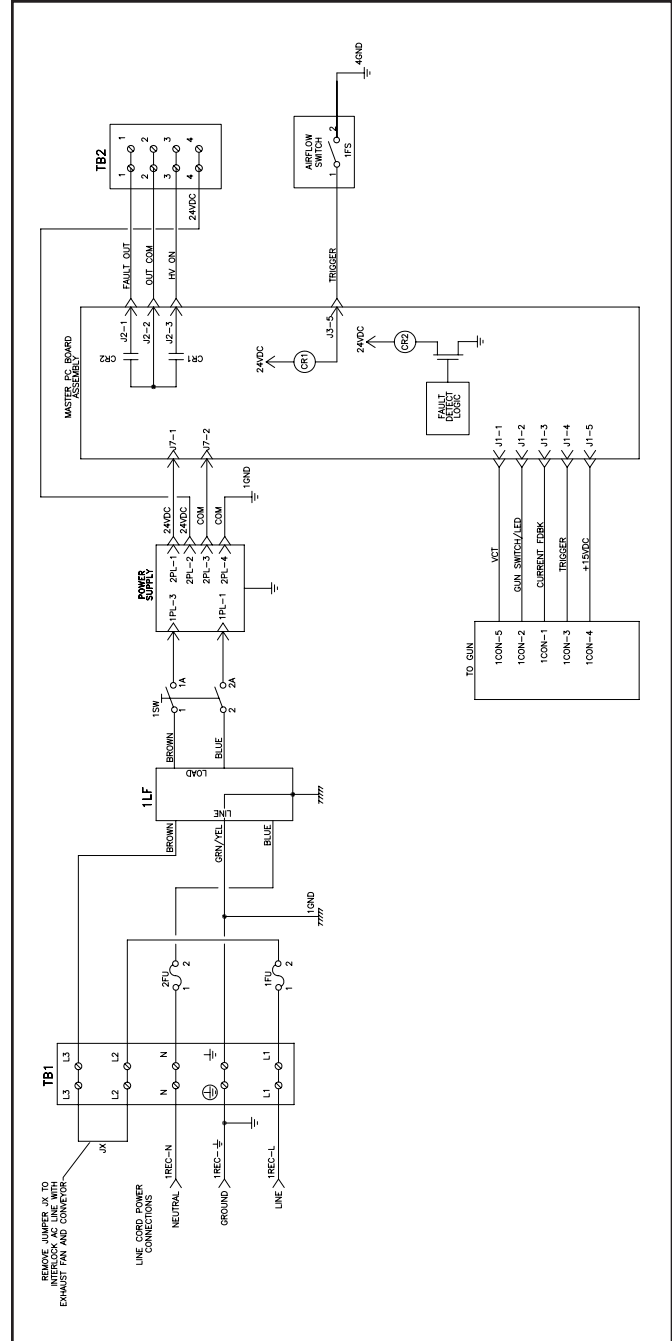 REMOVE JUMPER JX TO
INTERLOCK AC LINE WITH
EXHAUST FAN AND CONVEYOR
JX
LINE CORD POWER
CONNECTIONS
NEUTRAL
1REC-N
GROUND
1REC-⏚
LINE
1REC-L
TB1
L3 L3
L2 L2
N N
L1 L1
2FU
1 2
1FU
1 2
1GND
BROWN
GRN/YEL
BLUE
1LF
LINE
LOAD
BROWN
BLUE
1SW
1 1A
2 2A
POWER
SUPPLY
1PL-3
1PL-1
2PL-1
2PL-2
2PL-3
2PL-4
24VDC
24VDC
COM
COM
1GND
MASTER PC BOARD
ASSEMBLY
J7-1
J7-2
CR2
CR1
J2-1
J2-2
J2-3
FAULT OUT
OUT COM
HV ON
24VDC
TB2
1 1
2 2
3 3
4 4
24VDC
CR1
J3-5
TRIGGER
AIRFLOW
SWITCH
1 2
1FS
4GND
24VDC
CR2
FAULT
DETECT
LOGIC
TO GUN
1CON-5
1CON-2
1CON-1
1CON-3
1CON-4
VCT
GUN SWITCH/LED
CURRENT FDBK
TRIGGER
+15VDC
J1-1
J1-2
J1-3
J1-4
J1-5